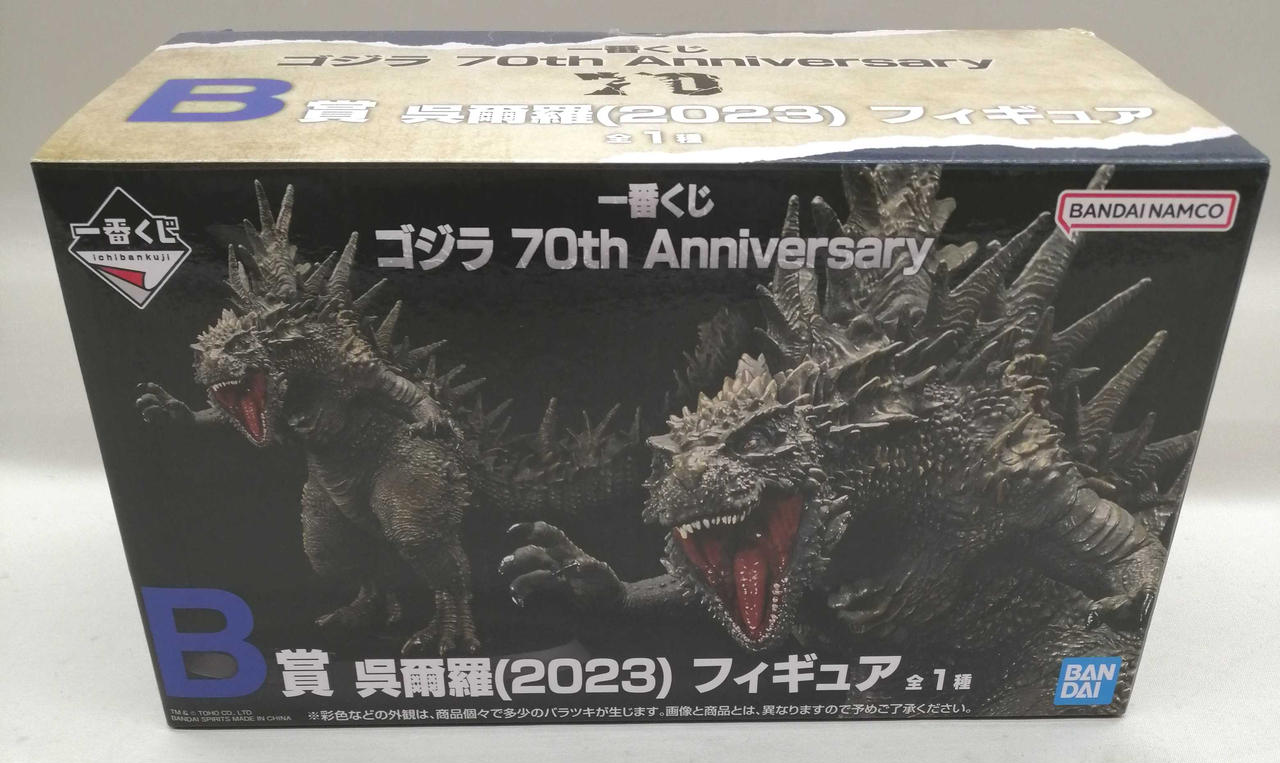 一番くじ
ゴジラ 70th Anniversary
70
B賞 呉爾羅(2023) フィギュア
全1種
一番くじ
ichibankuji
一番くじ
ゴジラ 70th Anniversary
BANDAI NAMCO
B賞 呉爾羅(2023) フィギュア 全1種
BAN
DAI
TM & © TOHO CO., LTD.
BANDAI SPIRITS MADE IN CHINA
※彩色などの外観は、商品個々で多少のバラツキが生じます。画像と商品とは、異なりますので予めご了承ください。